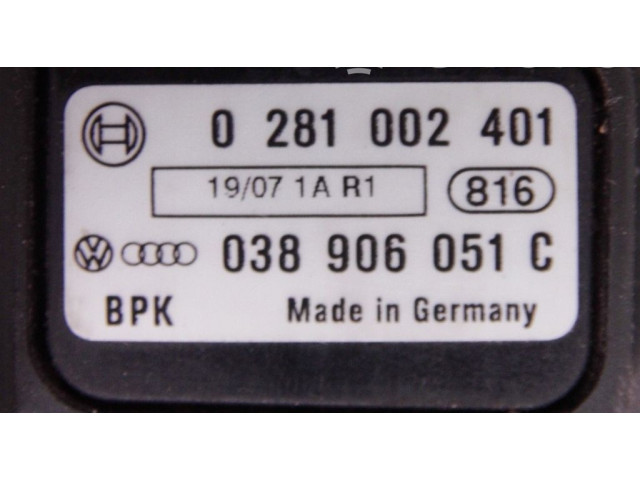 0 281 002 401
19/07 1A R1 816
038 906 051 C
BPK Made in Germany